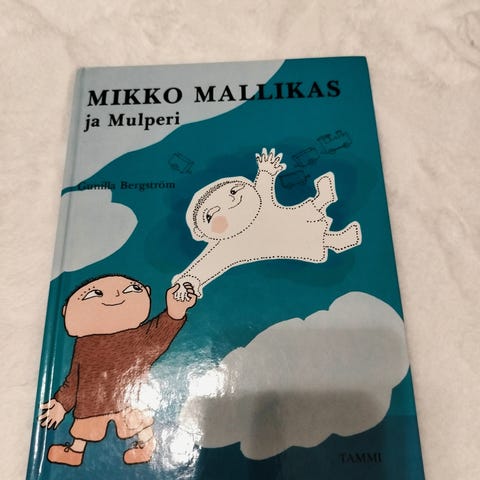 MIKKO MALLIKAS
ja Mulperi
Gunilla Bergström
TAMMI